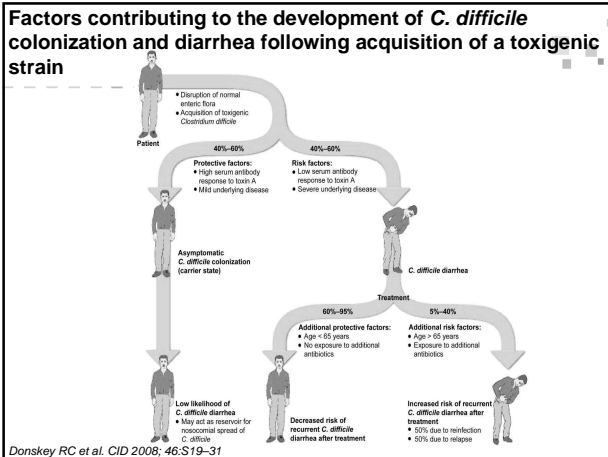 Factors contributing to the development of C. difficile
colonization and diarrhea following acquisition of a toxigenic
strain
• Disruption of normal
enteric flora
• Acquisition of toxigenic
Clostridium difficile
Patient
40%–60%
Protective factors:
• High serum antibody
response to toxin A
• Mild underlying disease
40%–60%
Risk factors:
• Low serum antibody
response to toxin A
• Severe underlying disease
Asymptomatic
C. difficile colonization
(carrier state)
C. difficile diarrhea
Treatment
60%–95%
Additional protective factors:
• Age < 65 years
• No exposure to additional
antibiotics
5%–40%
Additional risk factors:
• Age > 65 years
• Exposure to additional
antibiotics
Low likelihood of
C. difficile diarrhea
• May act as reservoir for
nosocomial spread of
C. difficile
Decreased risk of
recurrent C. difficile
diarrhea after treatment
Increased risk of recurrent
C. difficile diarrhea after
treatment
• 50% due to reinfection
• 50% due to relapse
Donskey RC et al. CID 2008; 46:S19–31